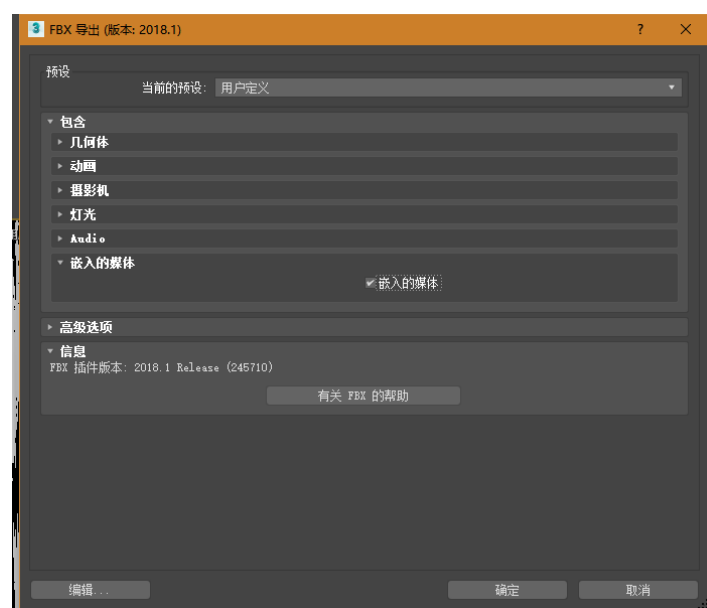 3 FBX 导出 (版本: 2018.1) ? ×
预设
当前的预设: 用户定义
包含
几何体
动画
摄影机
灯光
Audio
嵌入的媒体
嵌入的媒体
高级选项
信息
FBX 插件版本: 2018.1 Release (245710)
有关 FBX 的帮助
编辑... 确定 取消